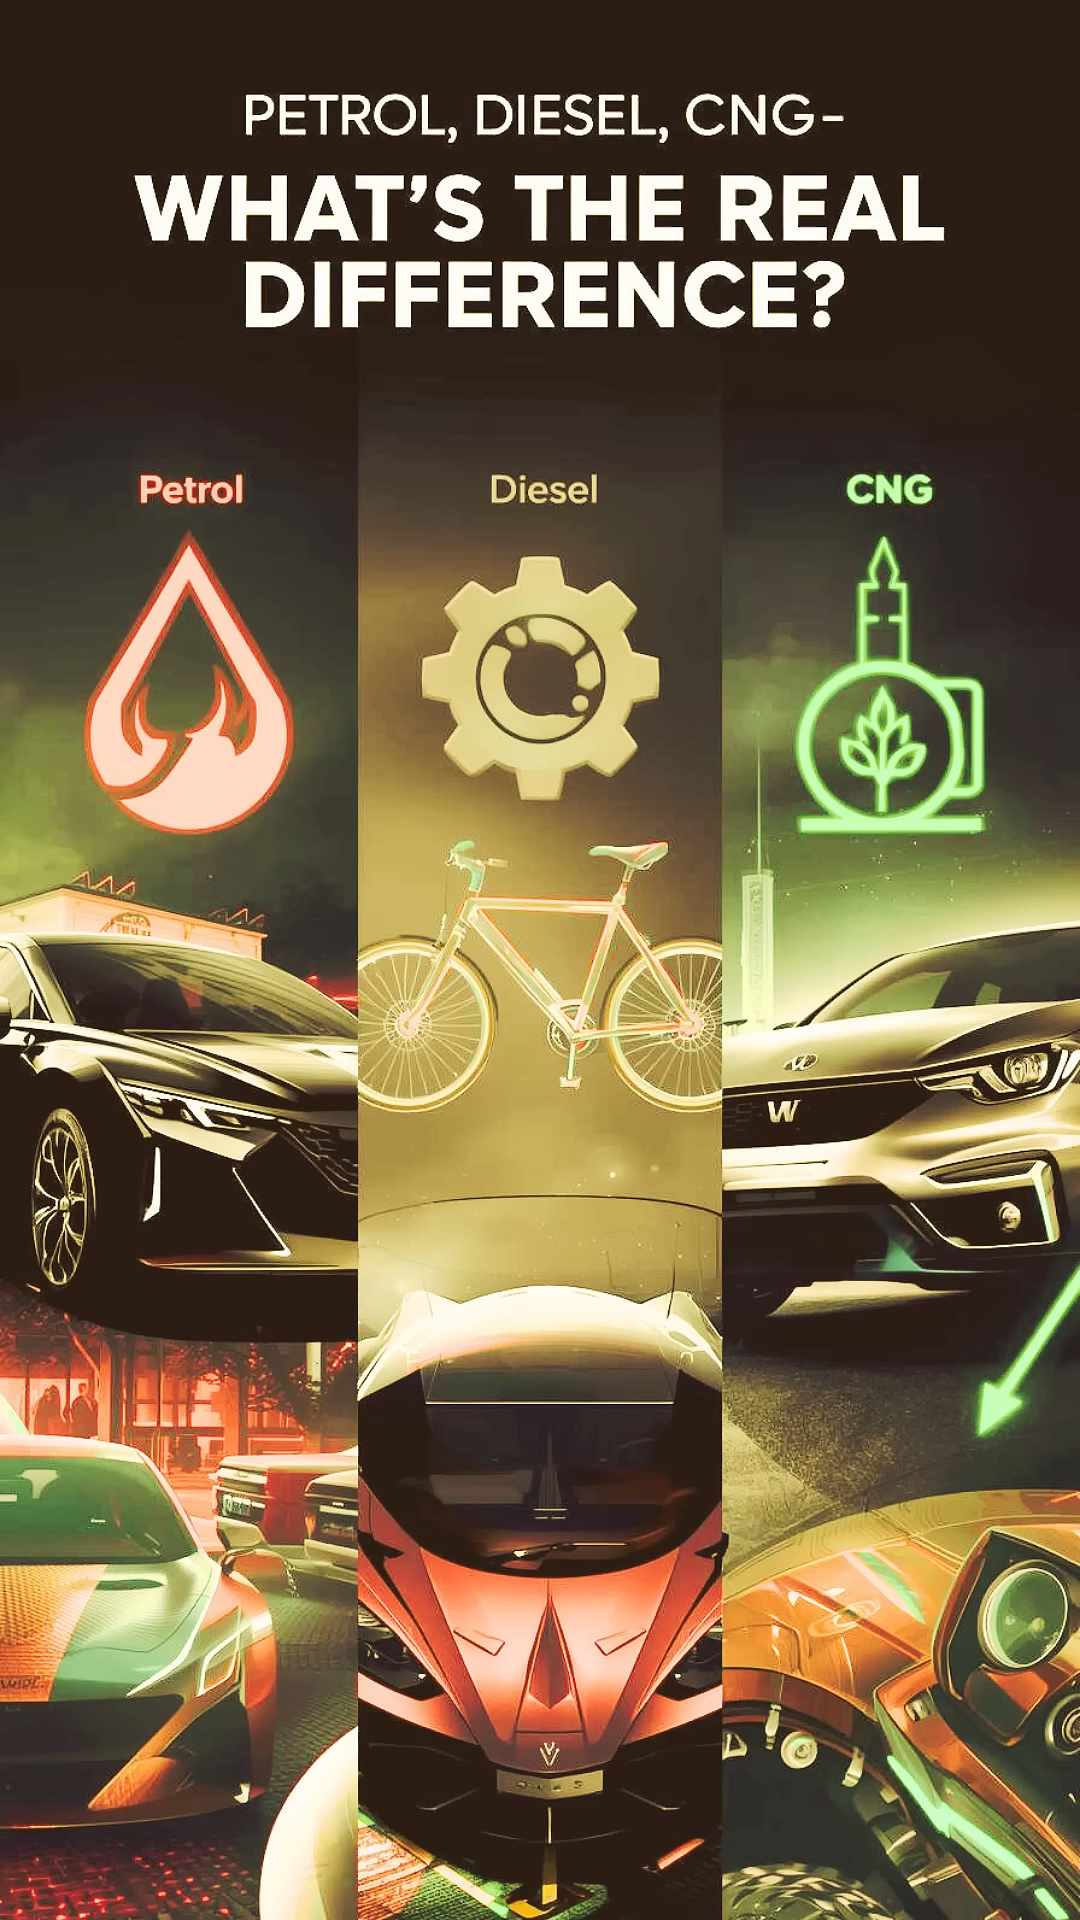 PETROL, DIESEL, CNG-
WHAT'S THE REAL
DIFFERENCE?
Petrol
Diesel
CNG
W